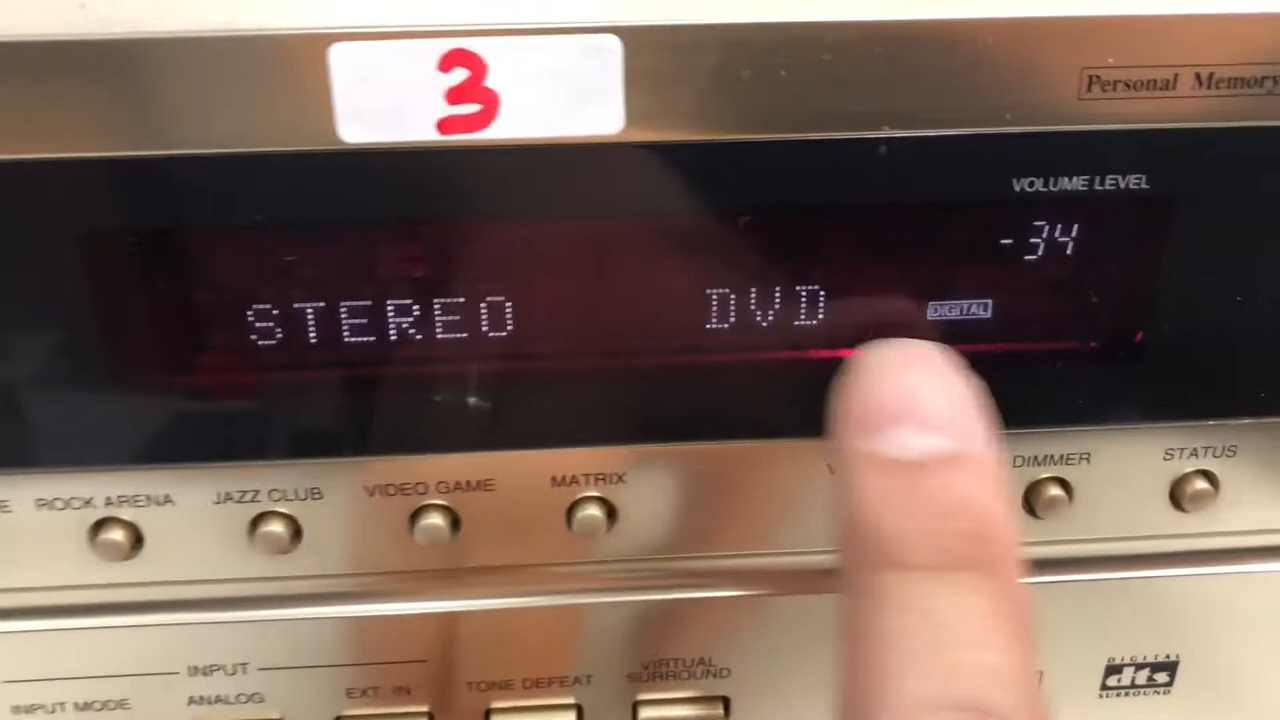 3
Personal Memory
VOLUME LEVEL
-34
STEREO DVD DIGITAL
ROCK ARENA JAZZ CLUB VIDEO GAME MATRIX DIMMER STATUS
INPUT
INPUT MODE ANALOG EXT. IN TONE DEFEAT VIRTUAL SURROUND
DIGITAL
dts
SURROUND